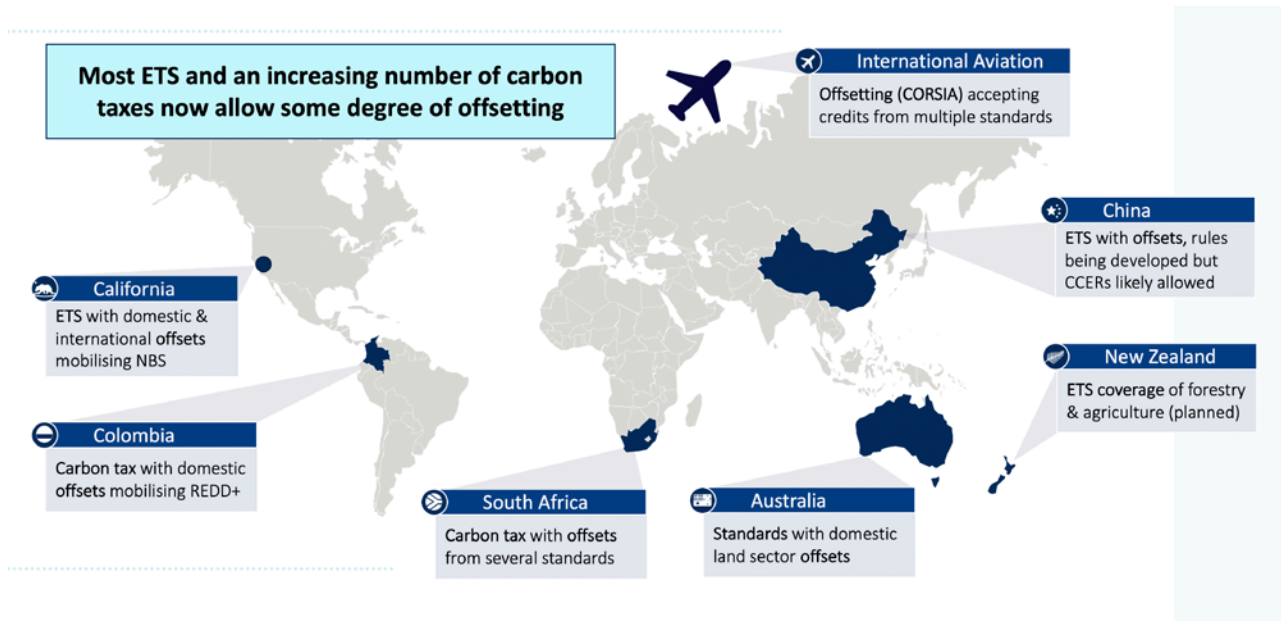 Most ETS and an increasing number of carbon
taxes now allow some degree of offsetting
International Aviation
Offsetting (CORSIA) accepting
credits from multiple standards
China
ETS with offsets, rules
being developed but
CCERs likely allowed
California
ETS with domestic &
international offsets
mobilising NBS
New Zealand
ETS coverage of forestry
& agriculture (planned)
Colombia
Carbon tax with domestic
offsets mobilising REDD+
South Africa
Carbon tax with offsets
from several standards
Australia
Standards with domestic
land sector offsets